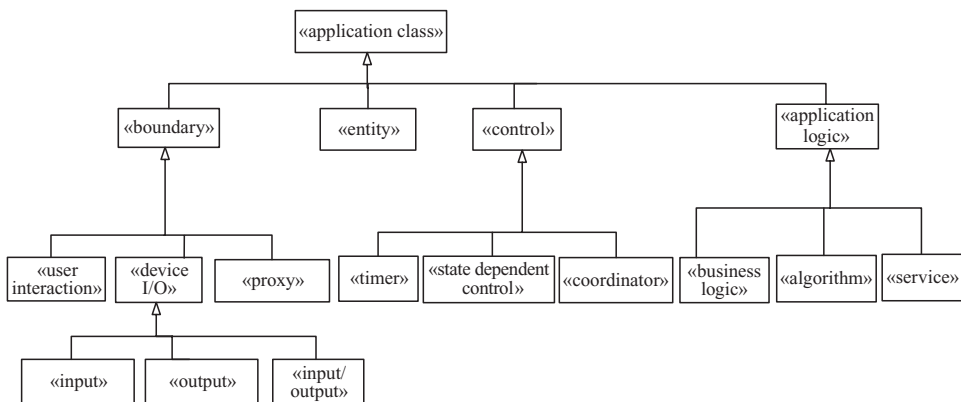 «application class»
«boundary»
«entity»
«control»
«application
logic»
«user
interaction»
«device
I/O»
«proxy»
«timer»
«state dependent
control»
«coordinator»
«business
logic»
«algorithm»
«service»
«input»
«output»
«input/
output»